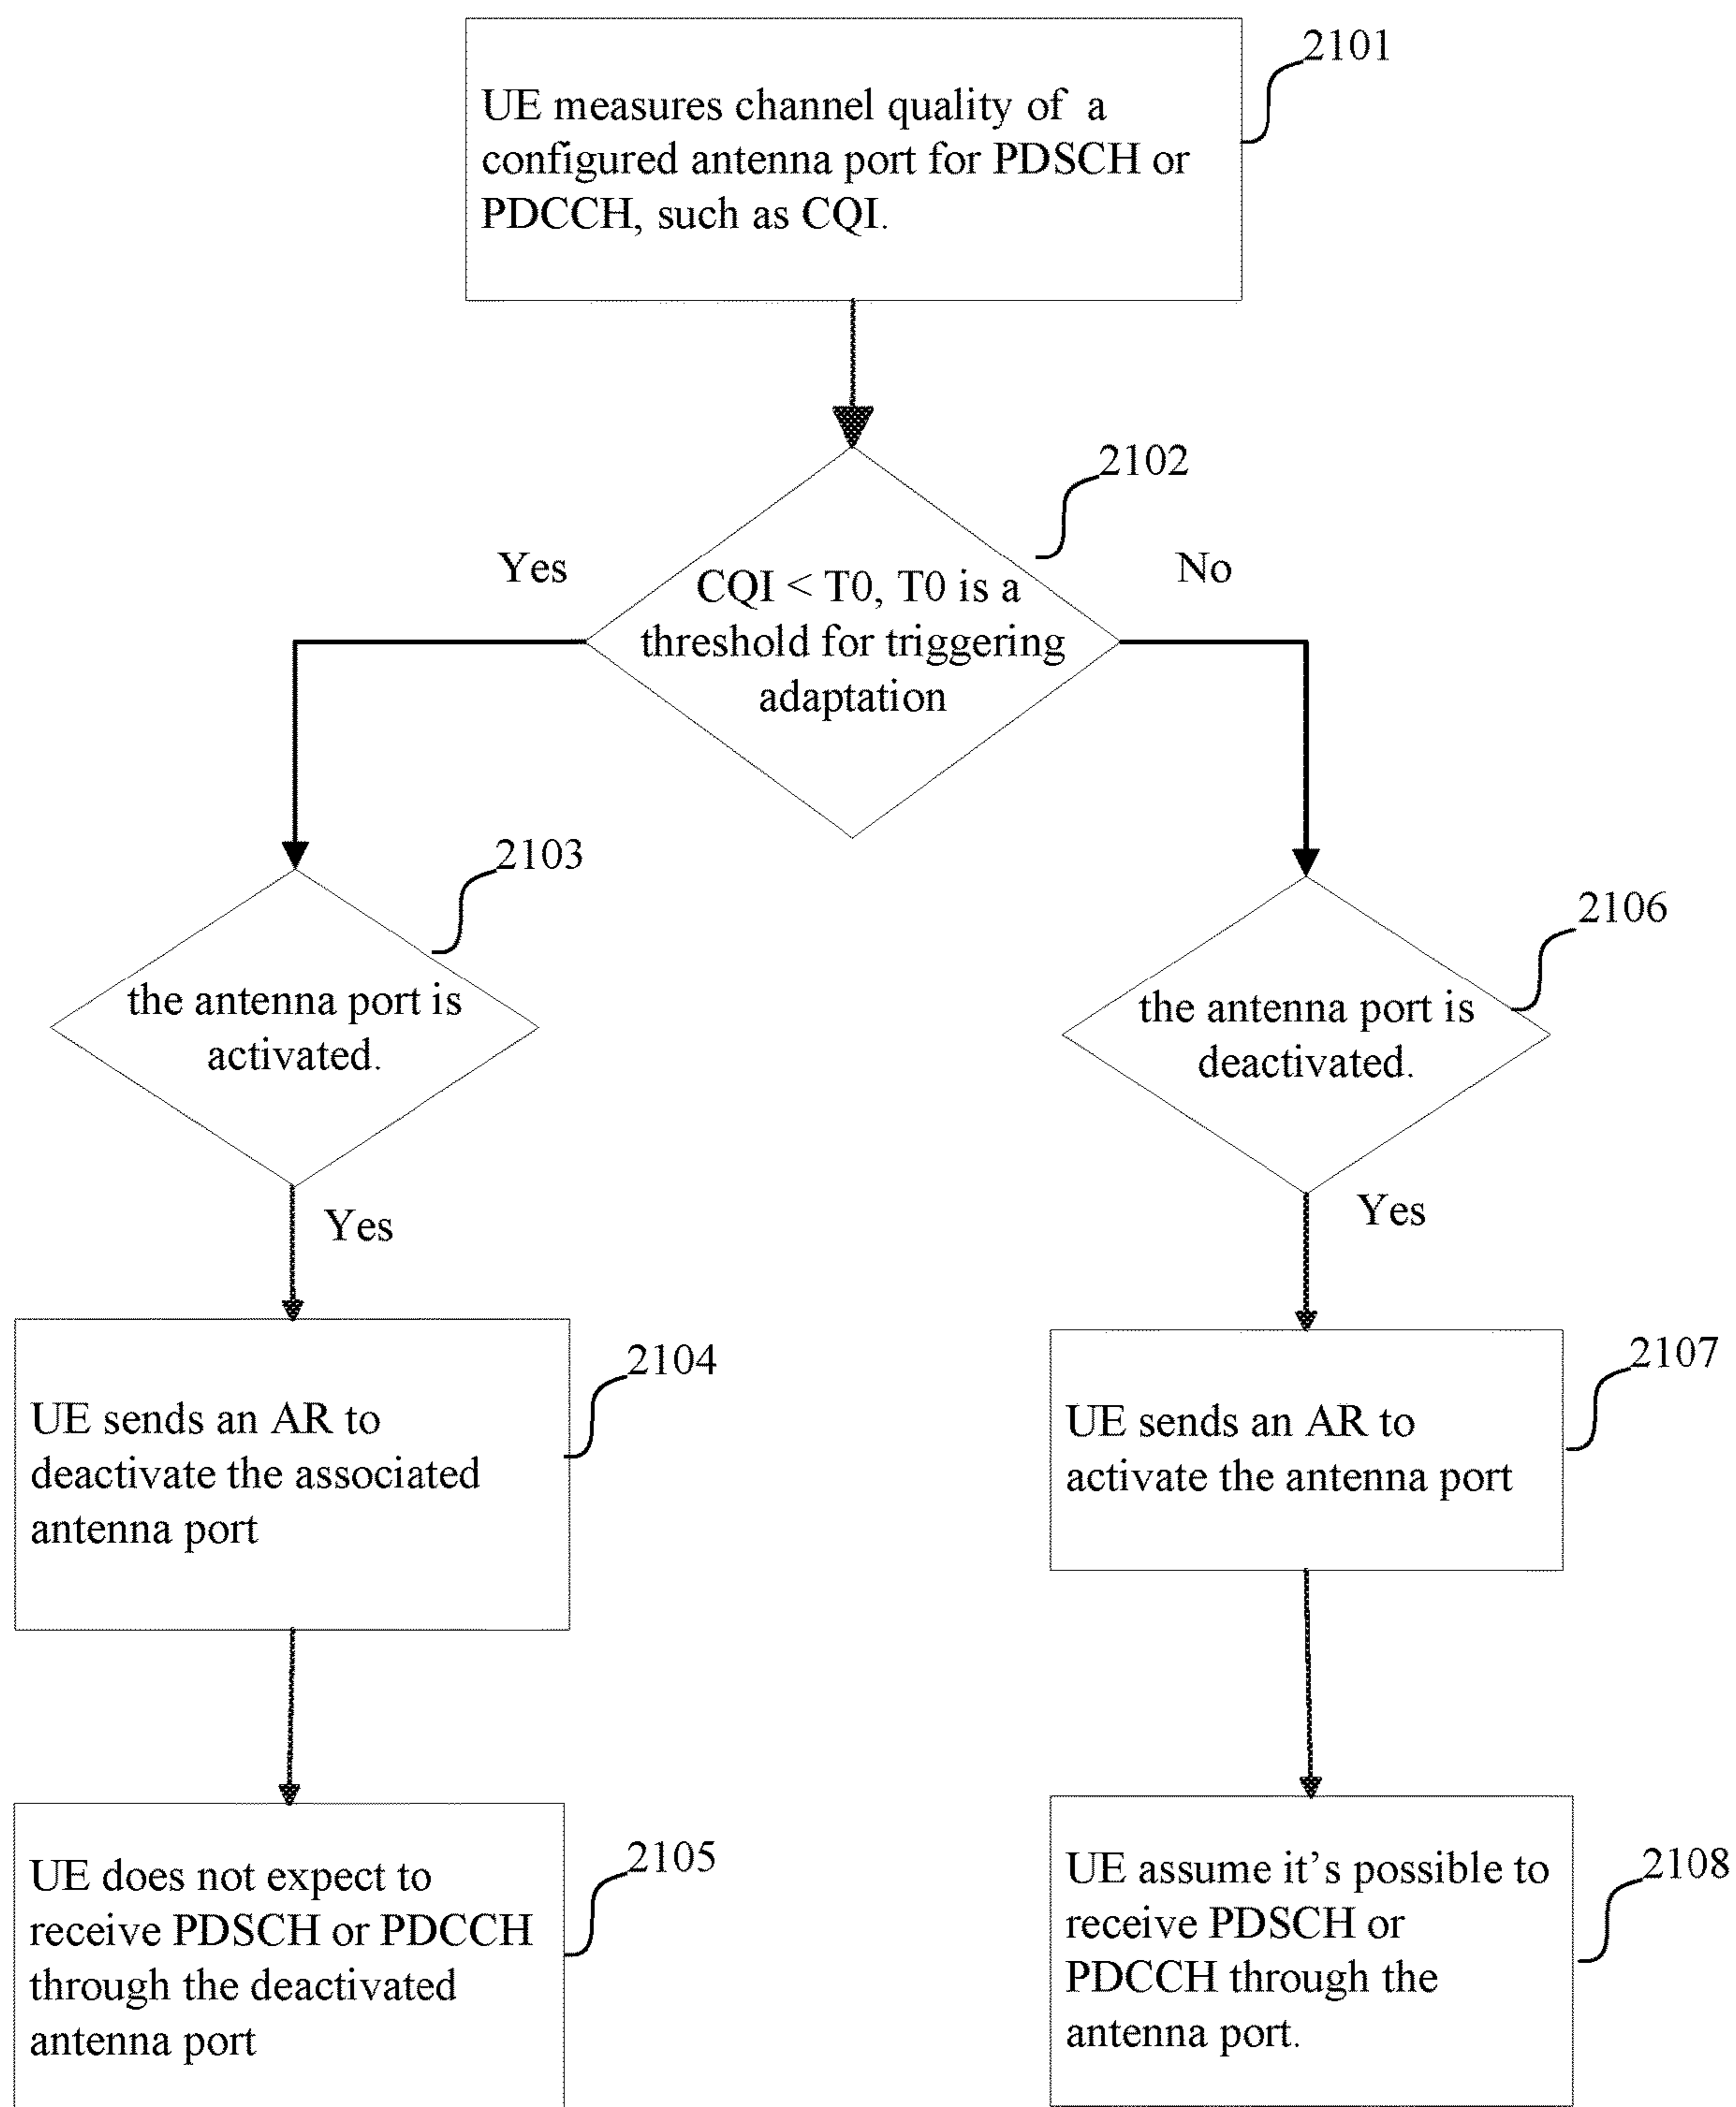 2101
UE measures channel quality of a
configured antenna port for PDSCH or
PDCCH, such as CQI.
2102
Yes
No
CQI < T0, T0 is a
threshold for triggering
adaptation
2103
the antenna port is
activated.
2106
the antenna port is
deactivated.
Yes
Yes
2104
UE sends an AR to
deactivate the associated
antenna port
2107
UE sends an AR to
activate the antenna port
2105
UE does not expect to
receive PDSCH or PDCCH
through the deactivated
antenna port
2108
UE assume it's possible to
receive PDSCH or
PDCCH through the
antenna port.